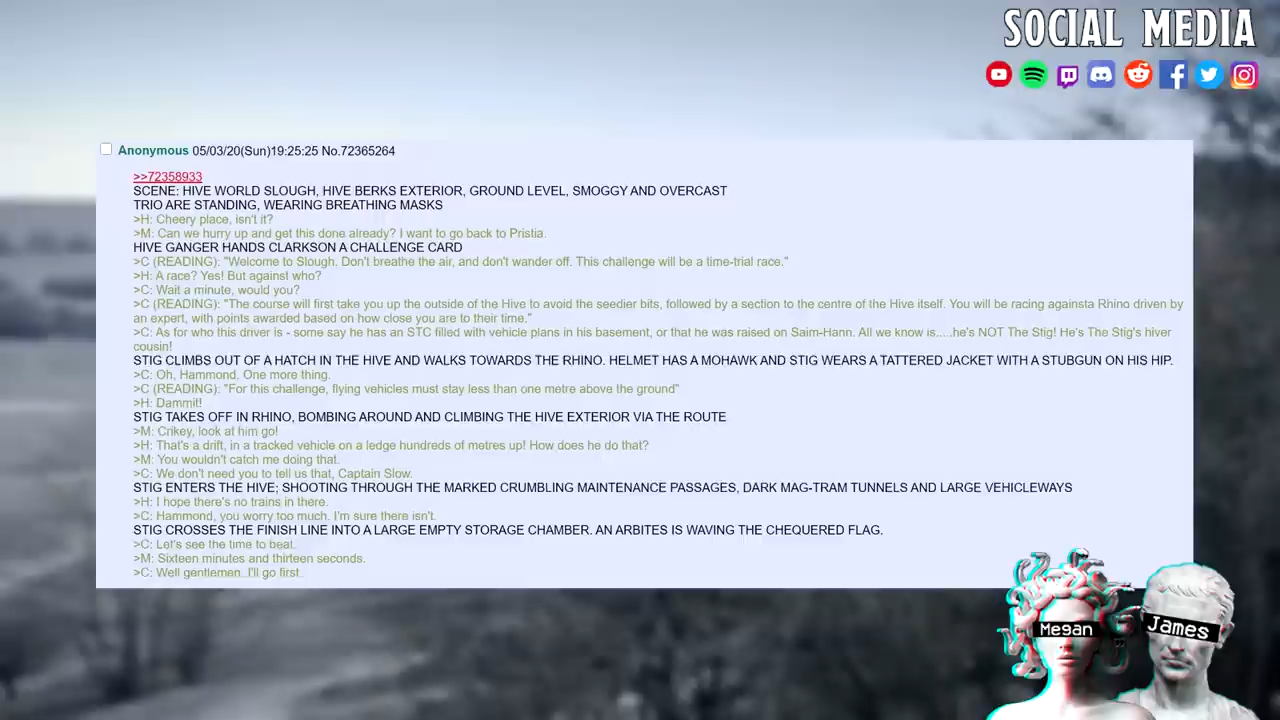 SOCIAL MEDIA
Anonymous 05/03/20(Sun)19:25:25 No.72365264
>>72358933
SCENE: HIVE WORLD SLOUGH, HIVE BERKS EXTERIOR, GROUND LEVEL, SMOGGY AND OVERCAST
TRIO ARE STANDING, WEARING BREATHING MASKS
>H: Cheery place, isn't it?
>M: Can we hurry up and get this done already? I want to go back to Pristia.
HIVE GANGER HANDS CLARKSON A CHALLENGE CARD
>C (READING): "Welcome to Slough. Don't breathe the air, and don't wander off. This challenge will be a time-trial race."
>H: A race? Yes! But against who?
>C: Wait a minute, would you?
>C (READING): "The course will first take you up the outside of the Hive to avoid the seedier bits, followed by a section to the centre of the Hive itself. You will be racing againsta Rhino driven by
an expert, with points awarded based on how close you are to their time."
>C: As for who this driver is - some say he has an STC filled with vehicle plans in his basement, or that he was raised on Saim-Hann. All we know is.....he's NOT The Stig! He's The Stig's hiver
cousin!
STIG CLIMBS OUT OF A HATCH IN THE HIVE AND WALKS TOWARDS THE RHINO. HELMET HAS A MOHAWK AND STIG WEARS A TATTERED JACKET WITH A STUBGUN ON HIS HIP.
>C: Oh, Hammond. One more thing.
>C (READING): "For this challenge, flying vehicles must stay less than one metre above the ground"
>H: Dammit!
STIG TAKES OFF IN RHINO, BOMBING AROUND AND CLIMBING THE HIVE EXTERIOR VIA THE ROUTE
>M: Crikey, look at him go!
>H: That's a drift, in a tracked vehicle on a ledge hundreds of metres up! How does he do that?
>M: You wouldn't catch me doing that.
>C: We don't need you to tell us that, Captain Slow.
STIG ENTERS THE HIVE; SHOOTING THROUGH THE MARKED CRUMBLING MAINTENANCE PASSAGES, DARK MAG-TRAM TUNNELS AND LARGE VEHICLEWAYS
>H: I hope there's no trains in there.
>C: Hammond, you worry too much. I'm sure there isn't.
STIG CROSSES THE FINISH LINE INTO A LARGE EMPTY STORAGE CHAMBER. AN ARBITES IS WAVING THE CHEQUERED FLAG.
>C: Let's see the time to beat.
>M: Sixteen minutes and thirteen seconds.
>C: Well gentlemen. I'll go first.
Megan
James